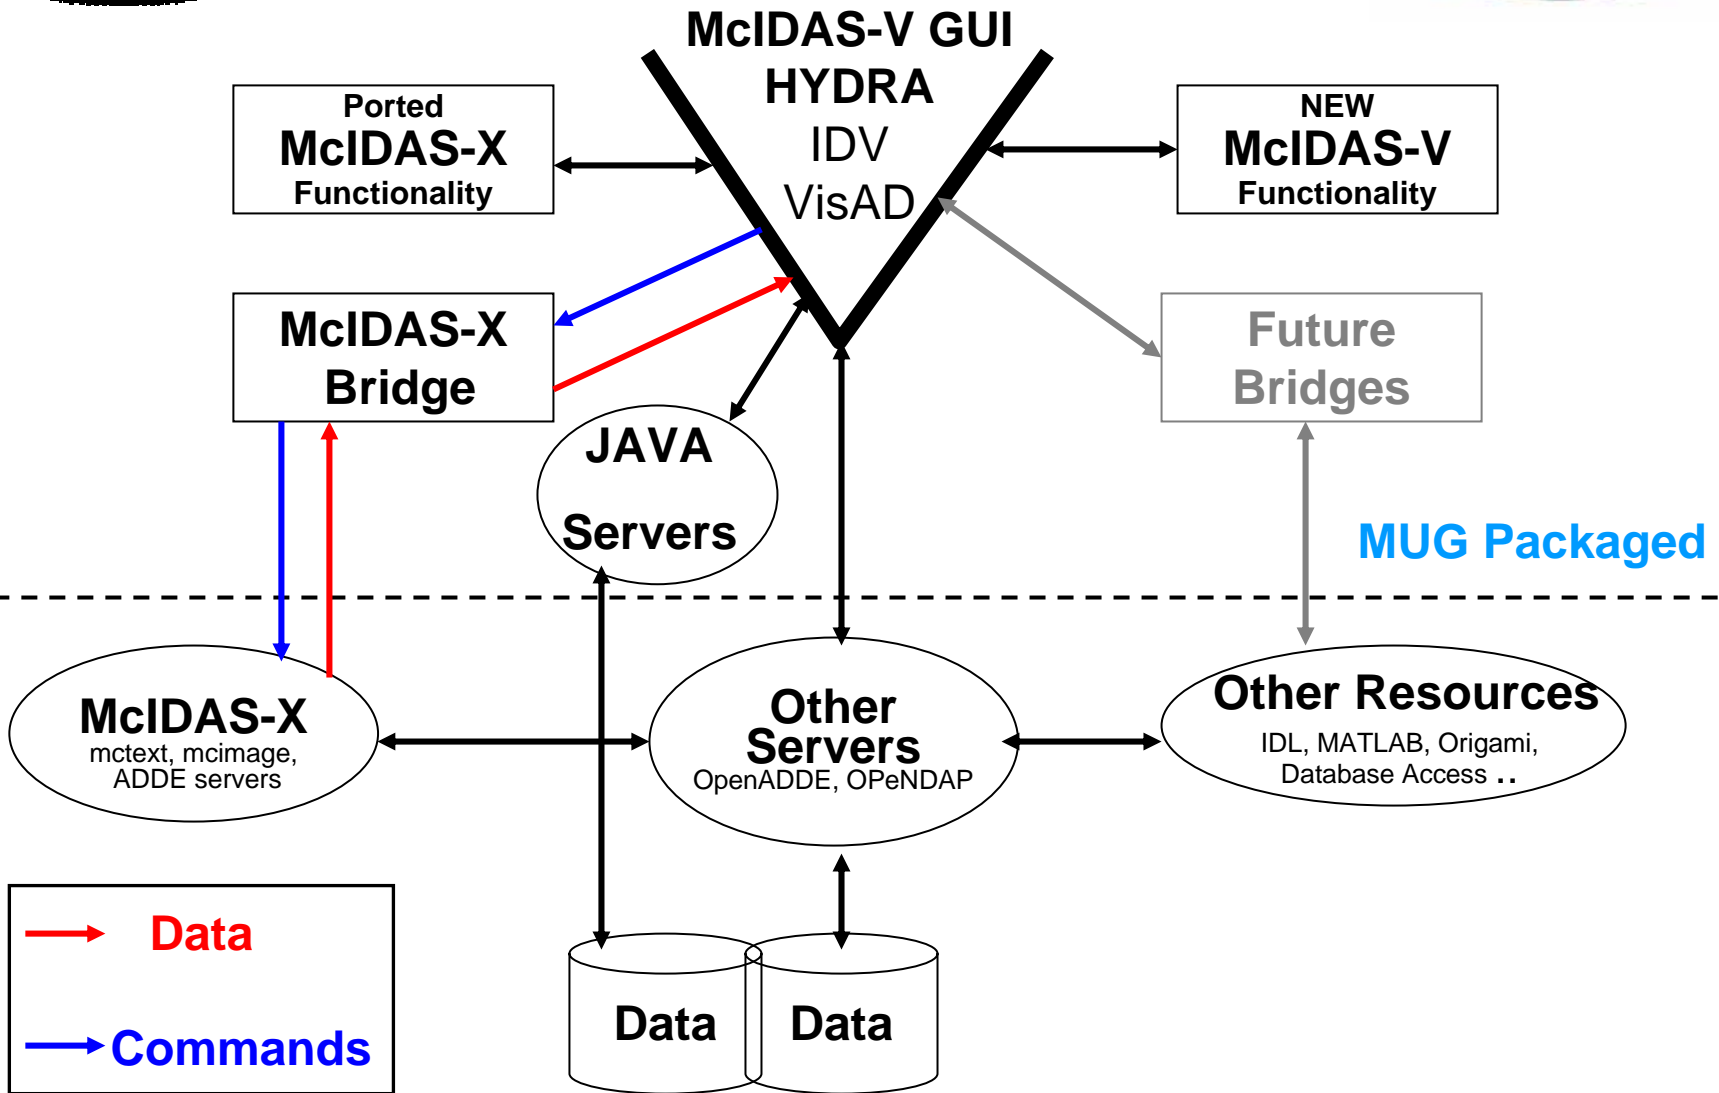 McIDAS-V GUI
HYDRA
IDV
VisAD
Ported
McIDAS-X
Functionality
NEW
McIDAS-V
Functionality
McIDAS-X
Bridge
Future
Bridges
JAVA
Servers
MUG Packaged
McIDAS-X
mctext, mcimage,
ADDE servers
Other
Servers
OpenADDE, OPeNDAP
Other Resources
IDL, MATLAB, Origami,
Database Access ..
Data
Commands
Data
Data